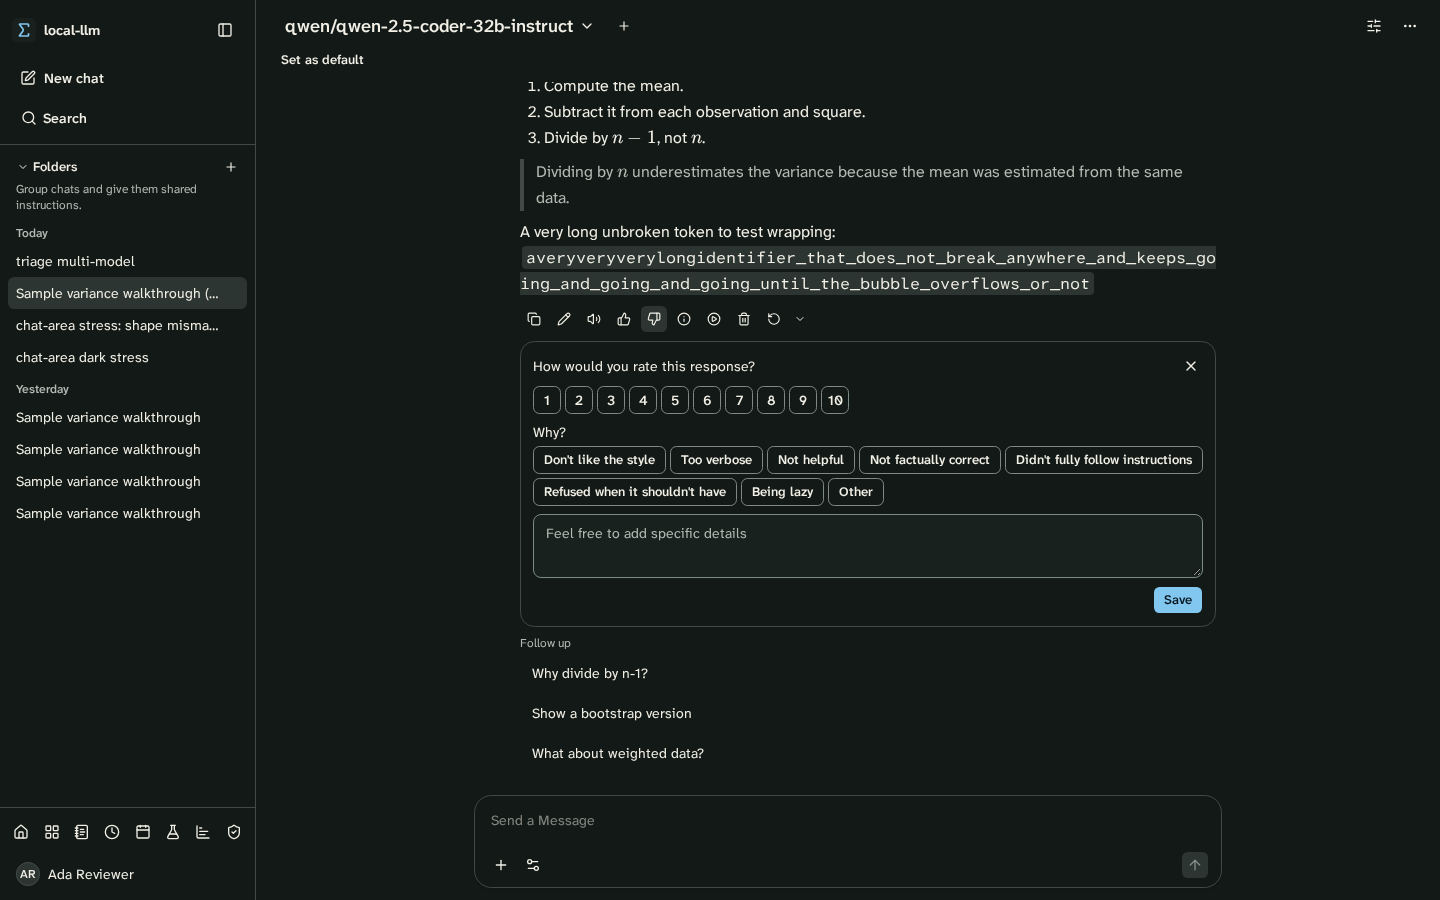 local-llm
New chat
Search
Folders
Group chats and give them shared
instructions.
Today
triage multi-model
Sample variance walkthrough (...
chat-area stress: shape misma...
chat-area dark stress
Yesterday
Sample variance walkthrough
Sample variance walkthrough
Sample variance walkthrough
Sample variance walkthrough
AR Ada Reviewer
qwen/qwen-2.5-coder-32b-instruct
Set as default
1. Compute the mean.
2. Subtract it from each observation and square.
3. Divide by n − 1, not n.
Dividing by n underestimates the variance because the mean was estimated from the same
data.
A very long unbroken token to test wrapping:
averyveryverylongidentifier_that_does_not_break_anywhere_and_keeps_go
ing_and_going_and_going_until_the_bubble_overflows_or_not
How would you rate this response?
1 2 3 4 5 6 7 8 9 10
Why?
Don't like the style Too verbose Not helpful Not factually correct Didn't fully follow instructions
Refused when it shouldn't have Being lazy Other
Feel free to add specific details
Save
Follow up
Why divide by n-1?
Show a bootstrap version
What about weighted data?
Send a Message